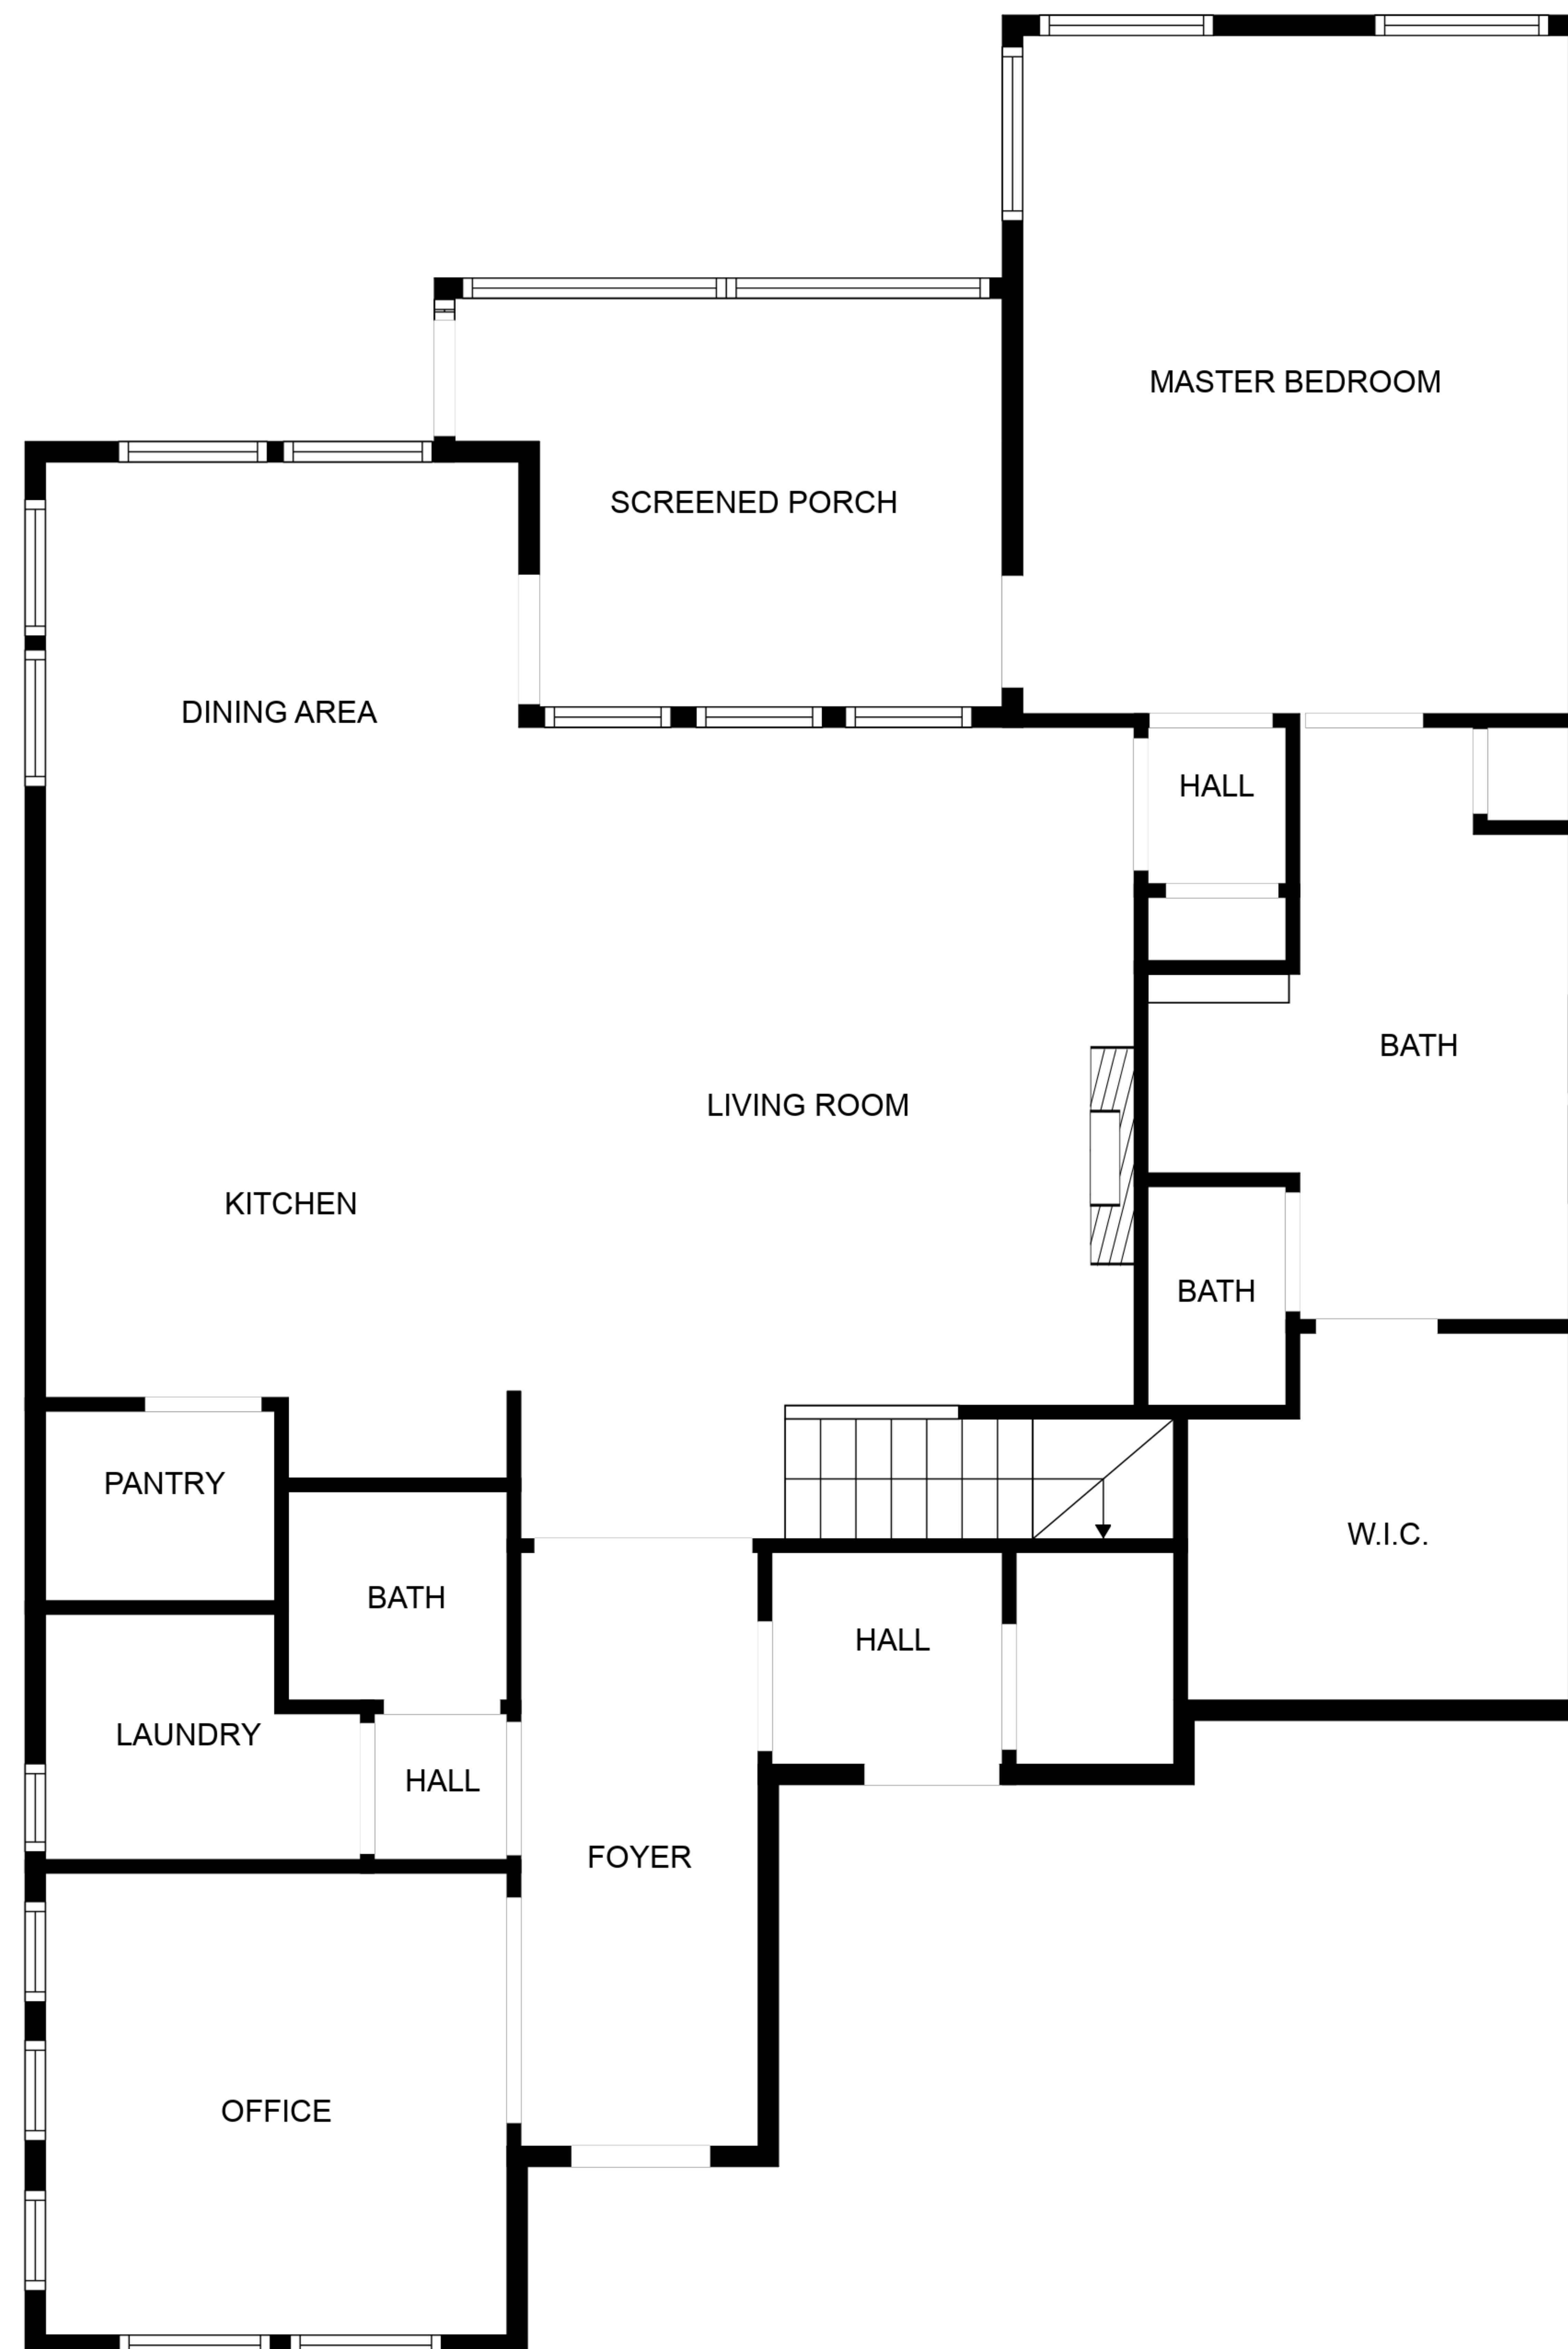 MASTER BEDROOM
SCREENED PORCH
DINING AREA
HALL
BATH
LIVING ROOM
KITCHEN
BATH
PANTRY
W.I.C.
BATH
HALL
LAUNDRY
HALL
FOYER
OFFICE